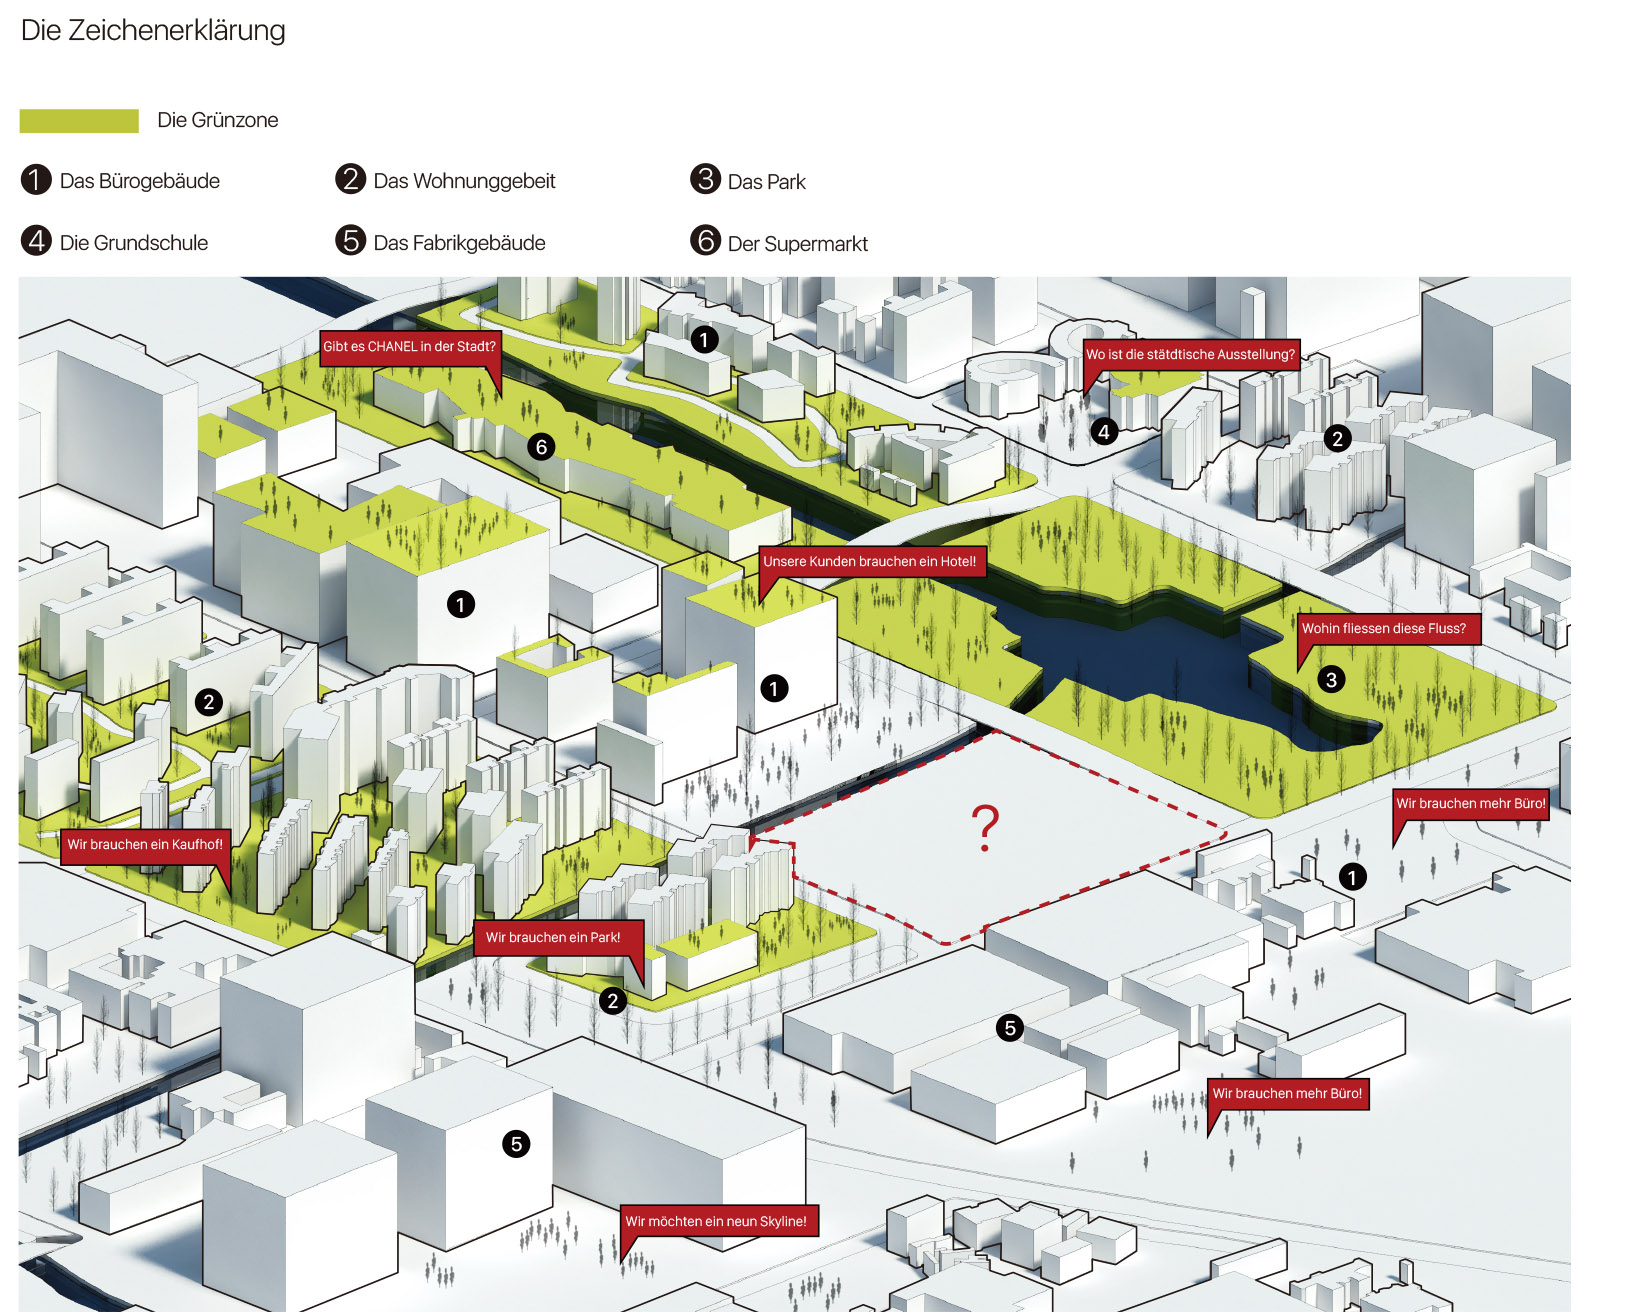 Die Zeichenerklärung
Die Grünzone
1 Das Bürogebäude
2 Das Wohnunggebeit
3 Das Park
4 Die Grundschule
5 Das Fabrikgebäude
6 Der Supermarkt
1
Gibt es CHANEL in der Stadt?
Wo ist die stätdtische Ausstellung?
4
2
6
Unsere Kunden brauchen ein Hotel!
1
Wohin fliessen diese Fluss?
3
1
2
Wir brauchen mehr Büro!
?
Wir brauchen ein Kaufhof!
1
Wir brauchen ein Park!
2
5
Wir brauchen mehr Büro!
5
Wir möchten ein neun Skyline!